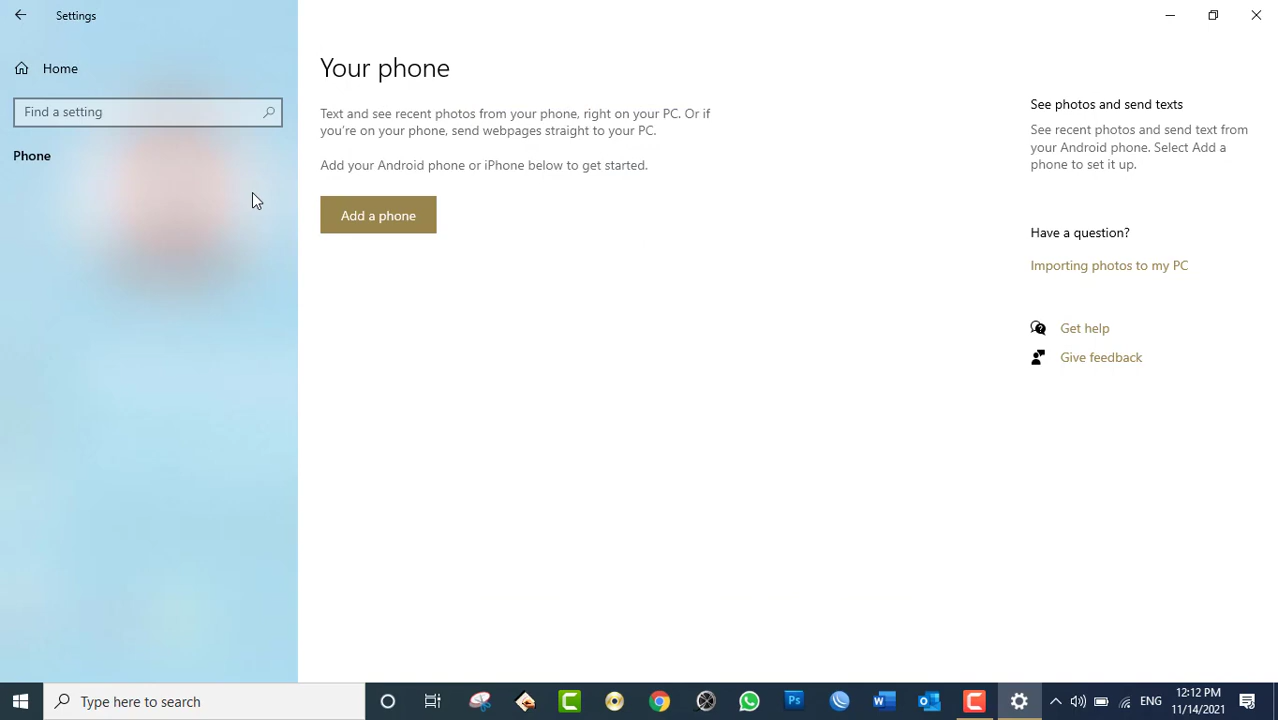 Settings
Home
Find a setting
Phone
Your phone
Text and see recent photos from your phone, right on your PC. Or if
you're on your phone, send webpages straight to your PC.
Add your Android phone or iPhone below to get started.
Add a phone
See photos and send texts
See recent photos and send text from
your Android phone. Select Add a
phone to set it up.
Have a question?
Importing photos to my PC
Get help
Give feedback
Type here to search
Ps
ENG
12:12 PM
11/14/2021